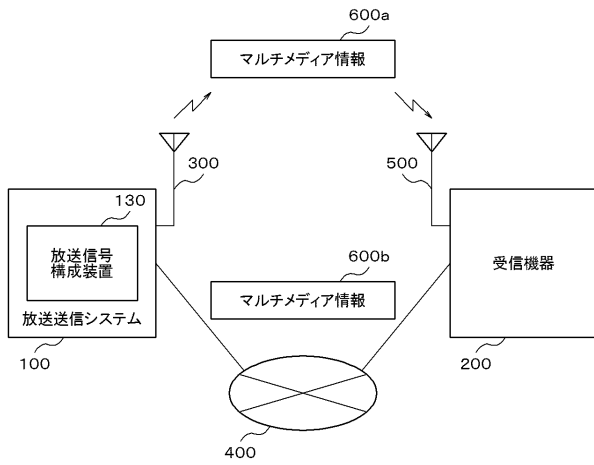 600a
マルチメディア情報
300
500
130
放送信号
構成装置
放送送信システム
100
600b
マルチメディア情報
受信機器
200
400